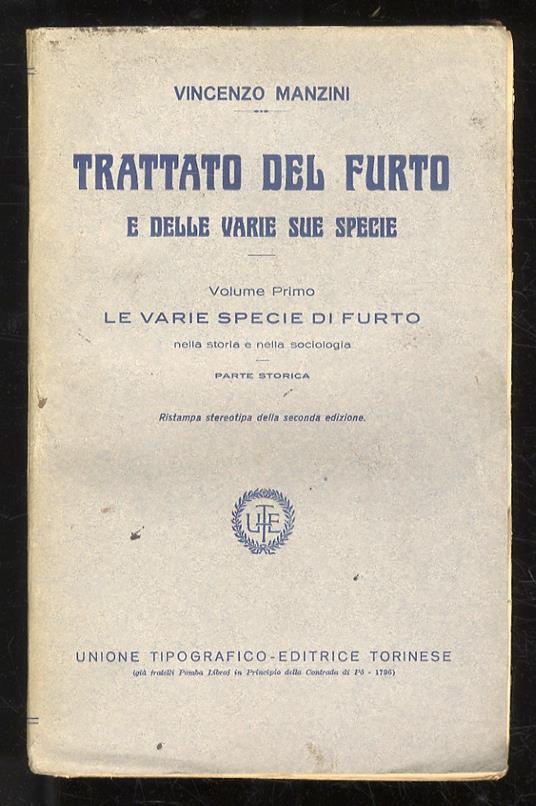 VINCENZO MANZINI
TRATTATO DEL FURTO
E DELLE VARIE SUE SPECIE
Volume Primo
LE VARIE SPECIE DI FURTO
nella storia e nella sociologia
PARTE STORICA
Ristampa stereotipa della seconda edizione.
UTE
UNIONE TIPOGRAFICO-EDITRICE TORINESE
(già fratelli Pomba Libraj in Principio della Contrada di Pò - 1796)